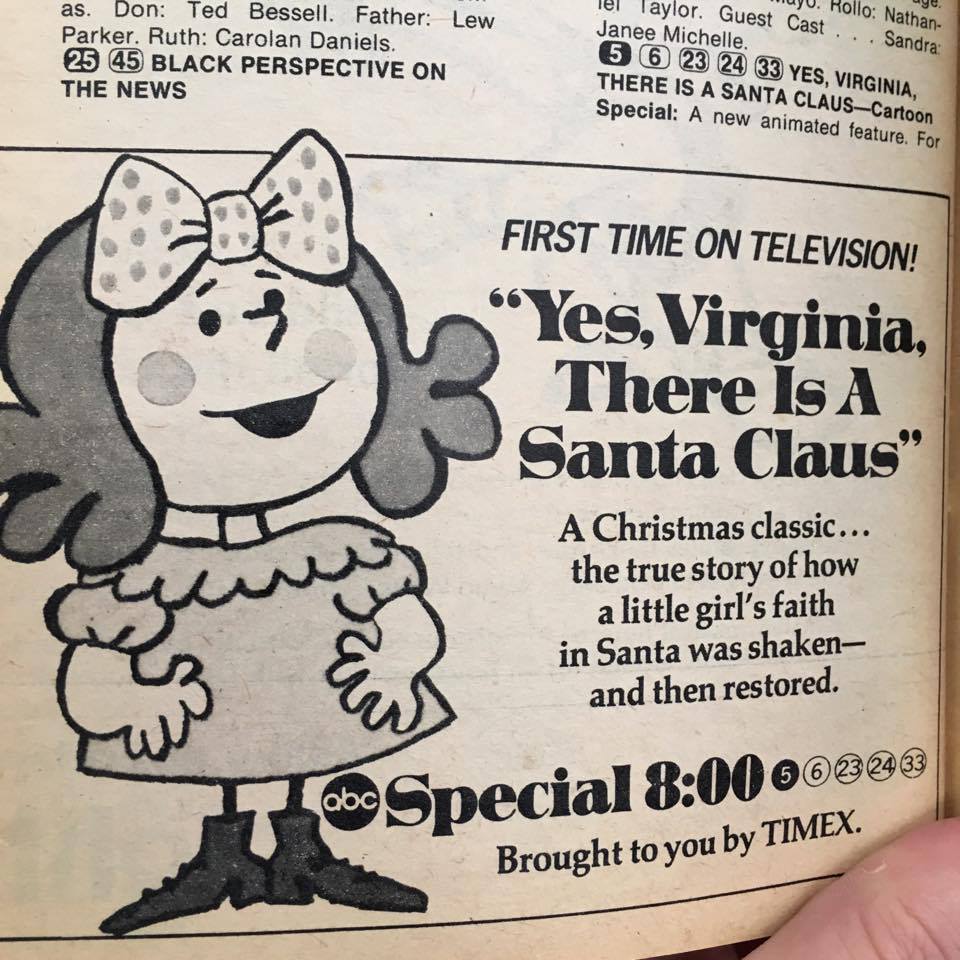 as. Don: Ted Bessell. Father: Lew
Parker. Ruth: Carolan Daniels.
25 45 BLACK PERSPECTIVE ON
THE NEWS
Rollo: Nathan-
iel Taylor. Guest Cast . . . Sandra:
Janee Michelle.
5 6 23 24 33 YES, VIRGINIA,
THERE IS A SANTA CLAUS—Cartoon
Special: A new animated feature. For
FIRST TIME ON TELEVISION!
“Yes, Virginia,
There Is A
Santa Claus”
A Christmas classic...
the true story of how
a little girl's faith
in Santa was shaken—
and then restored.
abc Special 8:00 5 6 23 24 33
Brought to you by TIMEX.